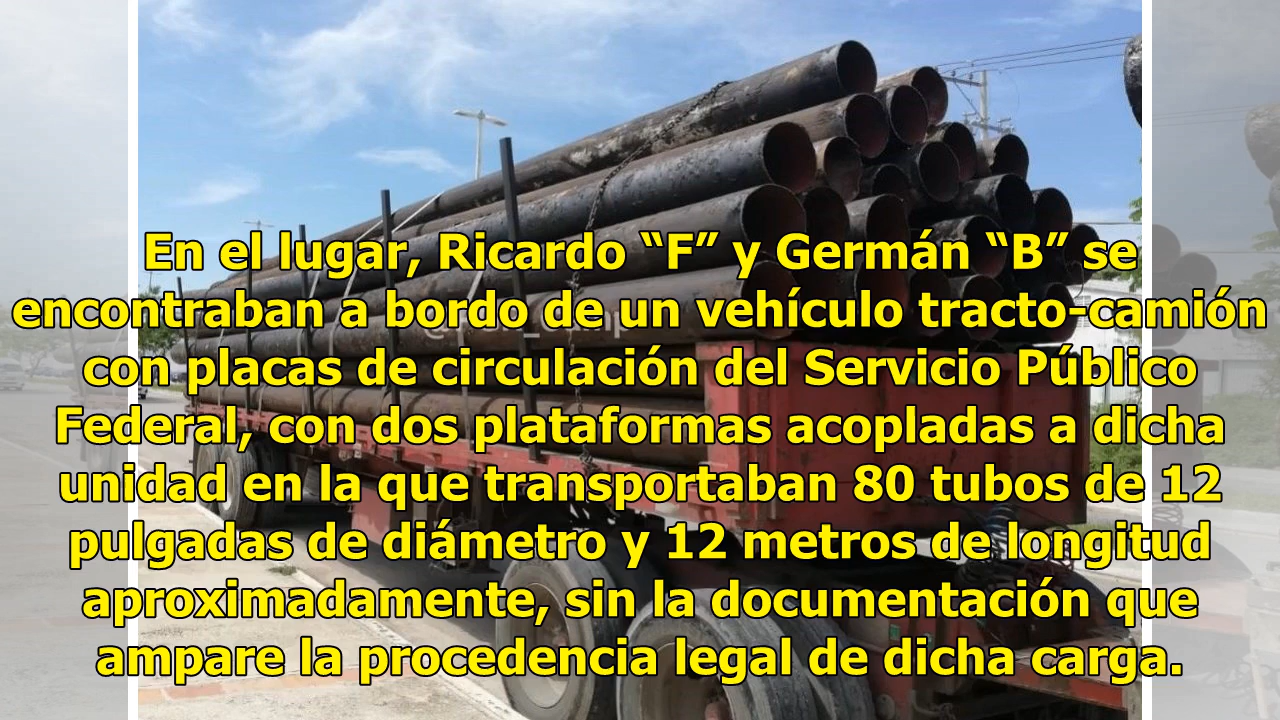 En el lugar, Ricardo “F” y Germán “B” se
encontraban a bordo de un vehículo tracto-camión
con placas de circulación del Servicio Público
Federal, con dos plataformas acopladas a dicha
unidad en la que transportaban 80 tubos de 12
pulgadas de diámetro y 12 metros de longitud
aproximadamente, sin la documentación que
ampare la procedencia legal de dicha carga.